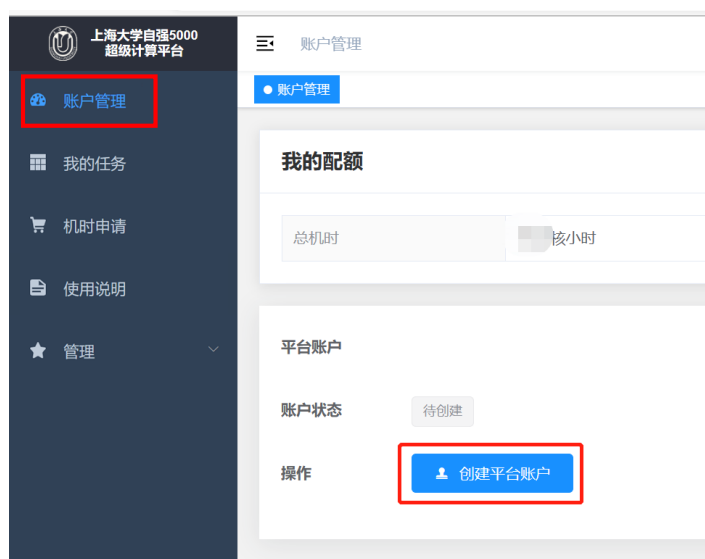 上海大学自强5000
超级计算平台
账户管理
账户管理
账户管理
我的任务
机时申请
使用说明
管理
我的配额
总机时 核小时
平台账户
账户状态 待创建
操作 创建平台账户